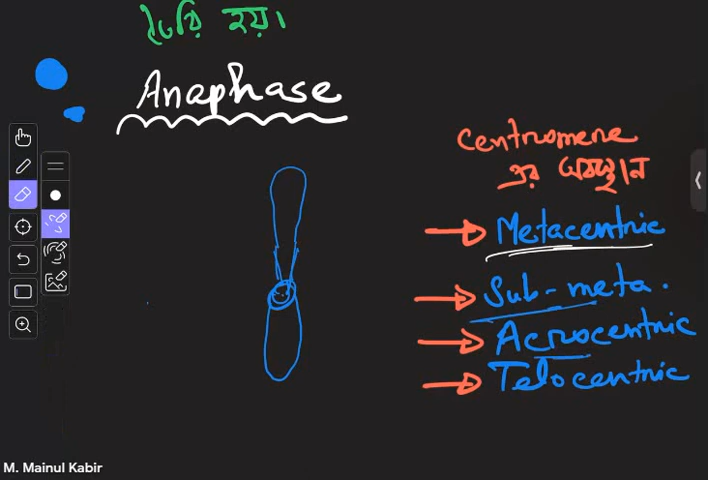 তৈরি হয়।
Anaphase
Centromere
এর অবস্থান
Metacentric
Sub-meta.
Acrocentric
Telocentric
M. Mainul Kabir